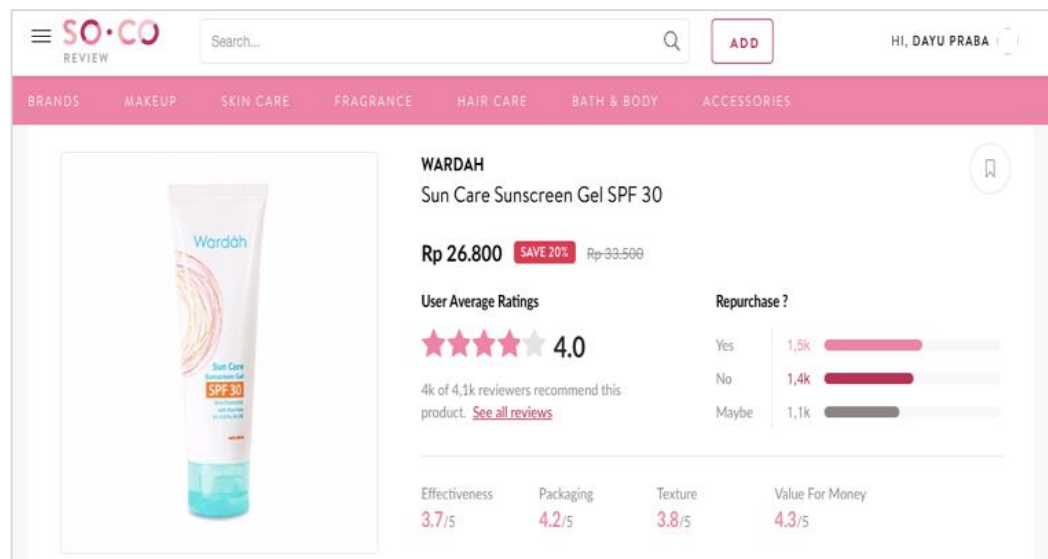 SO•CO
REVIEW
Search...
ADD
HI, DAYU PRABA
BRANDS MAKEUP SKIN CARE FRAGRANCE HAIR CARE BATH & BODY ACCESSORIES
WARDAH
Sun Care Sunscreen Gel SPF 30
Rp 26.800 SAVE 20% Rp 33.500
User Average Ratings
4.0
4k of 4,1k reviewers recommend this
product. See all reviews
Repurchase ?
Yes 1,5k
No 1,4k
Maybe 1,1k
Effectiveness Packaging Texture Value For Money
3.7/5 4.2/5 3.8/5 4.3/5
Wardah
Sun Care
Sunscreen Gel
SPF 30